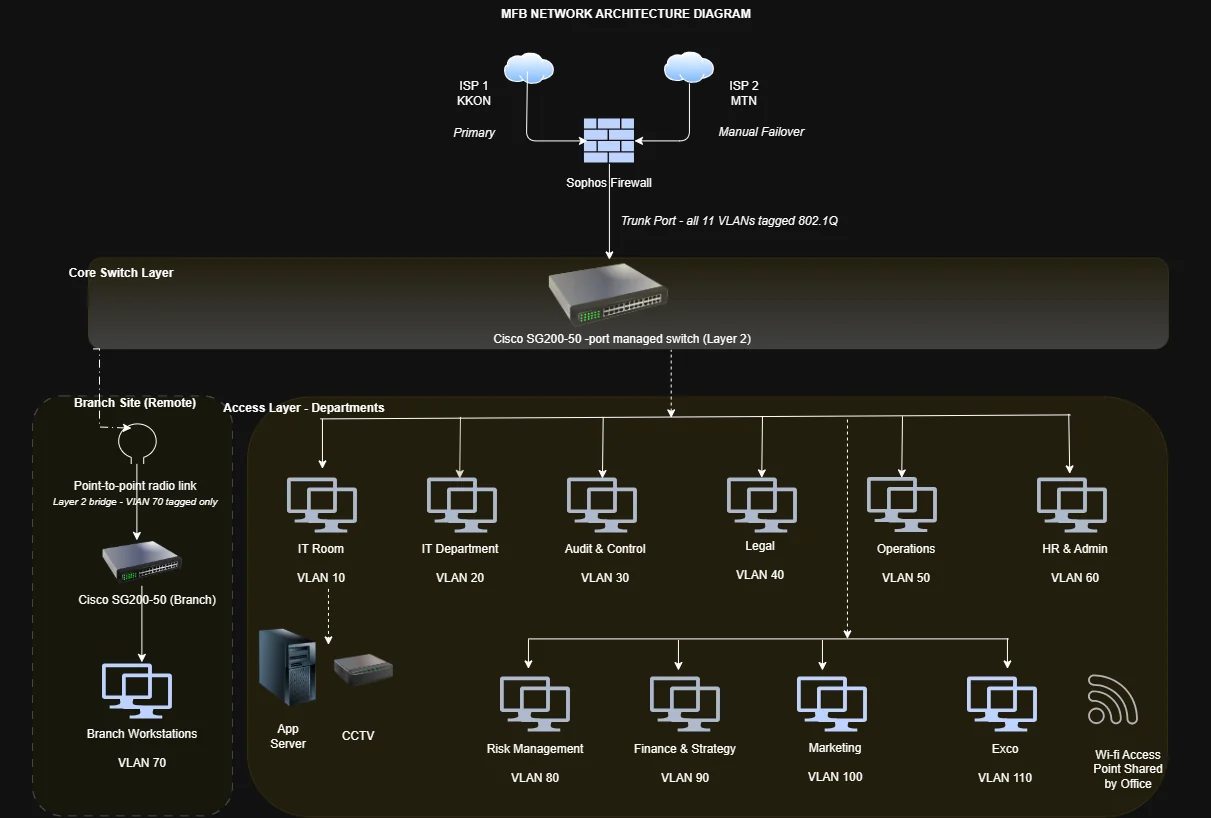 MFB NETWORK ARCHITECTURE DIAGRAM
ISP 1
KKON
Primary
ISP 2
MTN
Manual Failover
Sophos Firewall
Trunk Port - all 11 VLANs tagged 802.1Q
Core Switch Layer
Cisco SG200-50 -port managed switch (Layer 2)
Branch Site (Remote)
Point-to-point radio link
Layer 2 bridge - VlAN 70 tagged only
Cisco SG200-50 (Branch)
Branch Workstations
VLAN 70
Access Layer - Departments
IT Room
VLAN 10
IT Department
VLAN 20
Audit & Control
VLAN 30
Legal
VLAN 40
Operations
VLAN 50
HR & Admin
VLAN 60
App
Server
CCTV
Risk Management
VLAN 80
Finance & Strategy
VLAN 90
Marketing
VLAN 100
Exco
VLAN 110
Wi-fi Access
Point Shared
by Office